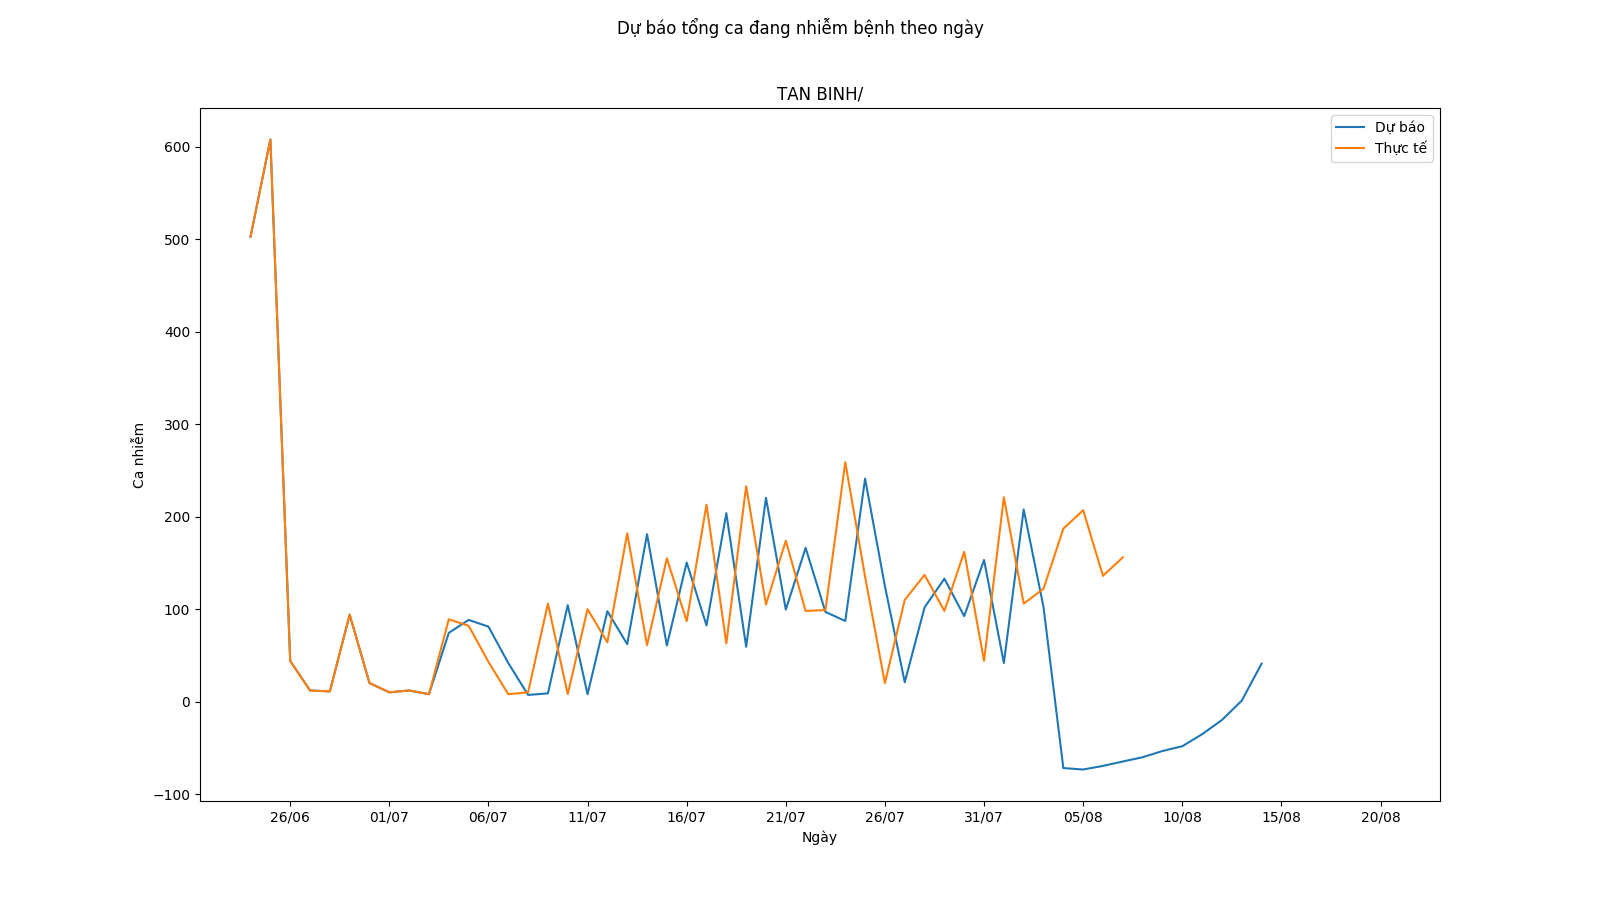 Dự báo tổng ca đang nhiễm bệnh theo ngày
TAN BINH/
Dự báo
Thực tế
600
500
400
300
200
100
0
−100
Ca nhiễm
26/06 01/07 06/07 11/07 16/07 21/07 26/07 31/07 05/08 10/08 15/08 20/08
Ngày